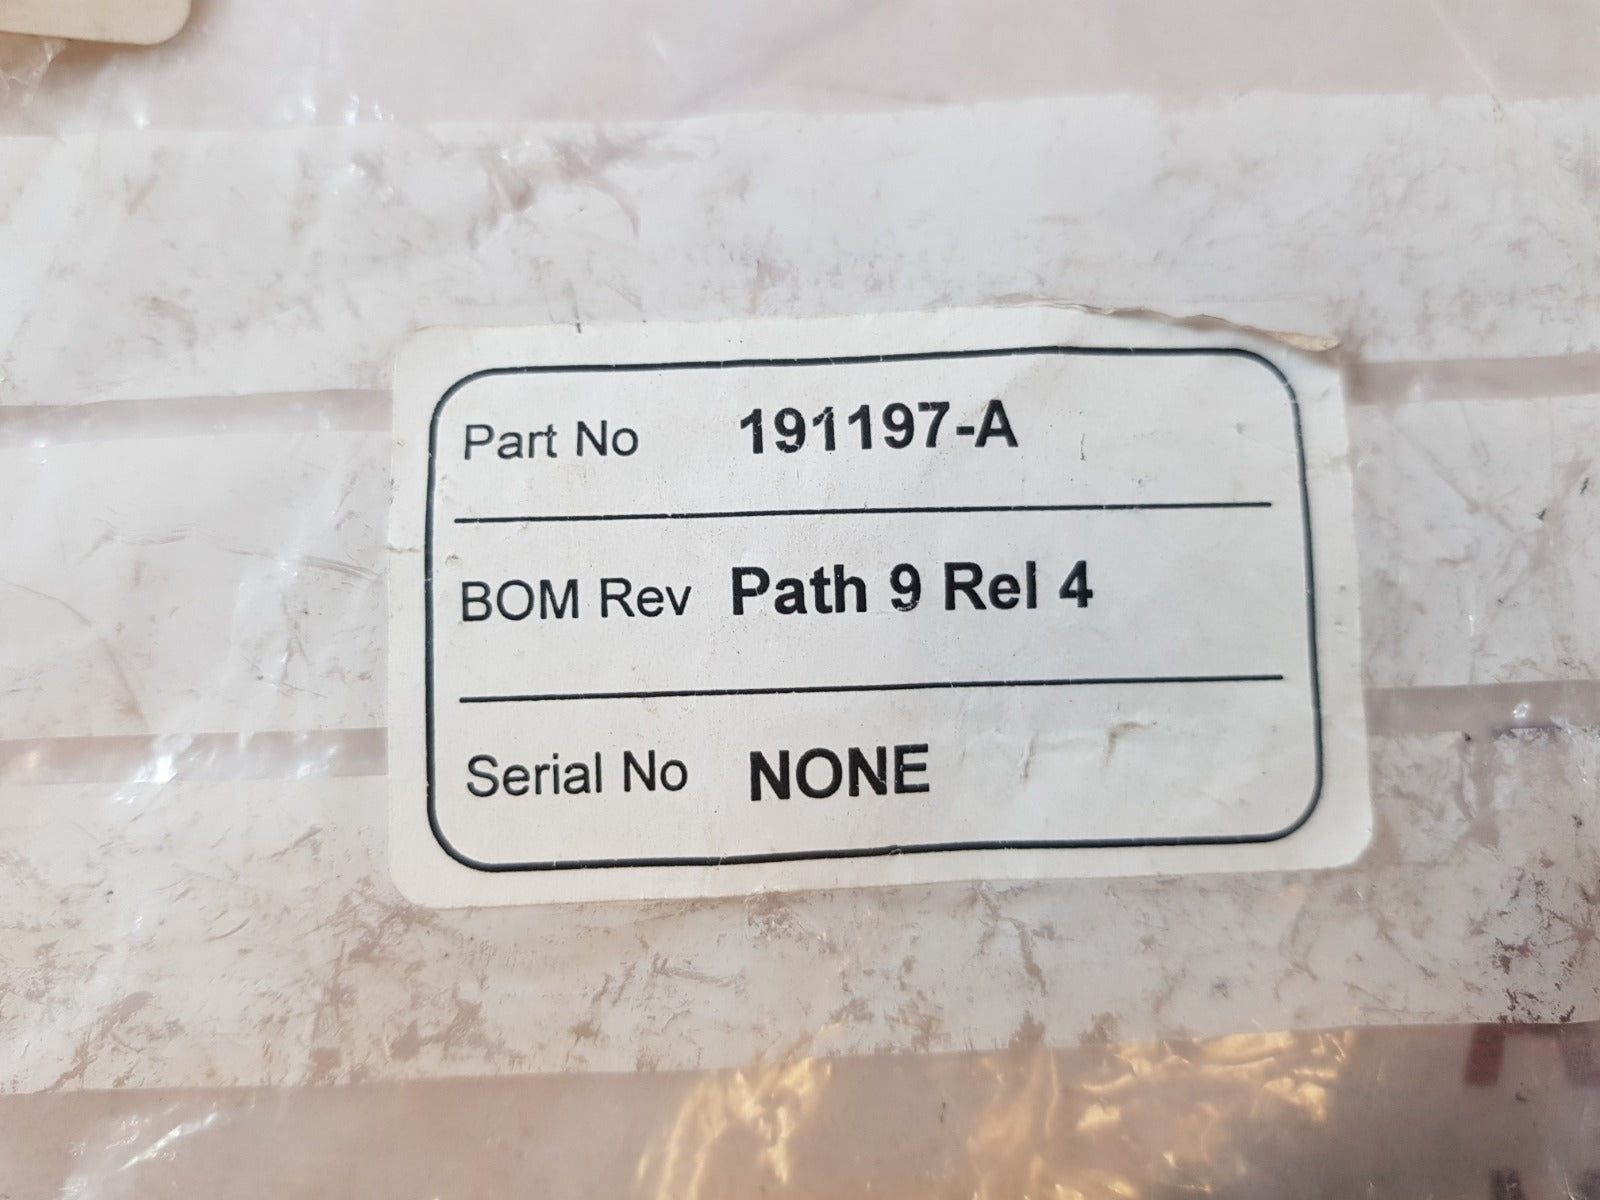 Part No 191197-A
BOM Rev Path 9 Rel 4
Serial No NONE